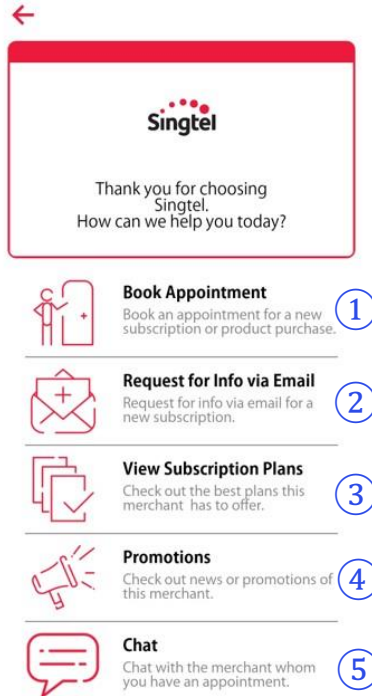 Singtel
Thank you for choosing
Singtel.
How can we help you today?
Book Appointment
Book an appointment for a new
subscription or product purchase.
①
Request for Info via Email
Request for info via email for a
new subscription.
②
View Subscription Plans
Check out the best plans this
merchant has to offer.
③
Promotions
Check out news or promotions of
this merchant.
④
Chat
Chat with the merchant whom
you have an appointment.
⑤